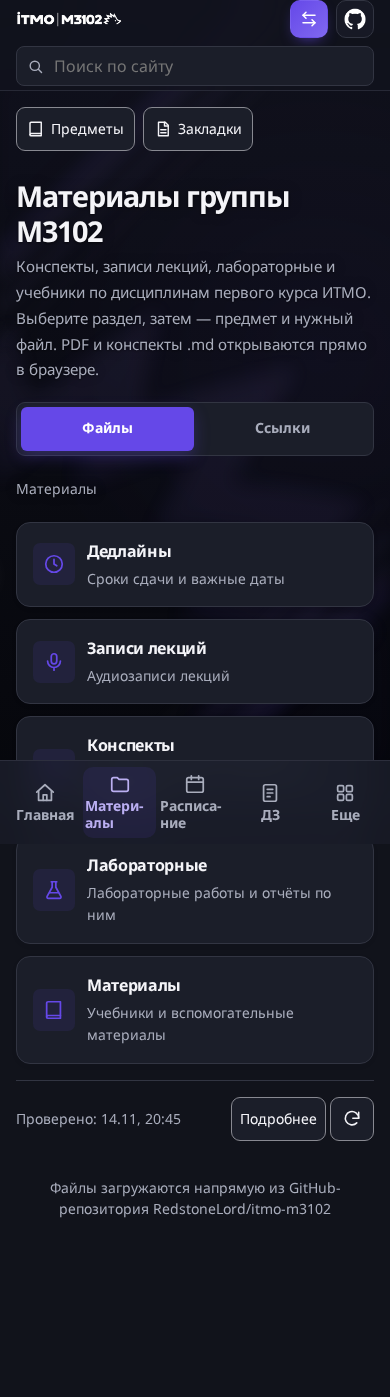 iTMO | M3102
Поиск по сайту
Предметы
Закладки
Материалы группы
М3102
Конспекты, записи лекций, лабораторные и
учебники по дисциплинам первого курса ИТМО.
Выберите раздел, затем — предмет и нужный
файл. PDF и конспекты .md открываются прямо
в браузере.
Файлы
Ссылки
Материалы
Дедлайны
Сроки сдачи и важные даты
Записи лекций
Аудиозаписи лекций
Конспекты
Главная
Матери-
алы
Расписа-
ние
ДЗ
Еще
Лабораторные
Лабораторные работы и отчёты по
ним
Материалы
Учебники и вспомогательные
материалы
Проверено: 14.11, 20:45
Подробнее
Файлы загружаются напрямую из GitHub-
репозитория RedstoneLord/itmo-m3102